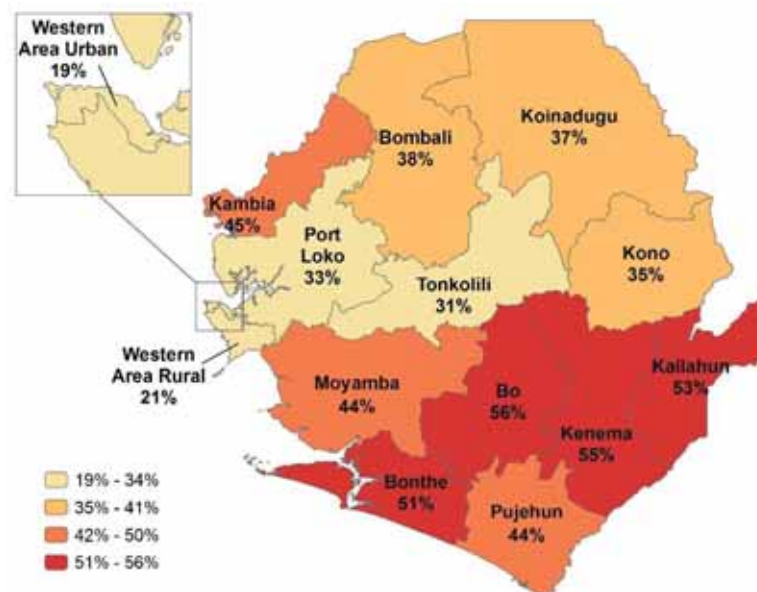 Western
Area Urban
19%
Koinadugu
37%
Bombali
38%
Kambia
45%
Port
Loko
33%
Kono
35%
Tonkolili
31%
Western
Area Rural
21%
Moyamba
44%
Bo
56%
Kailahun
53%
Kenema
55%
Bonthe
51%
Pujehun
44%
19% - 34%
35% - 41%
42% - 50%
51% - 56%